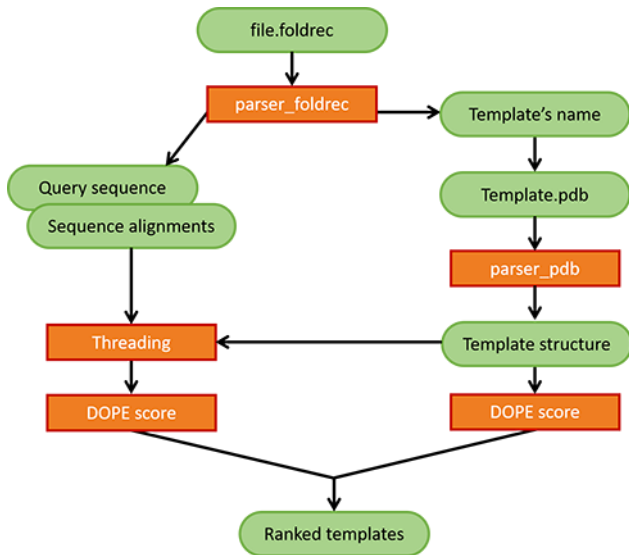 file.foldrec
parser_foldrec
Template's name
Query sequence
Template.pdb
Sequence alignments
parser_pdb
Threading
Template structure
DOPE score
DOPE score
Ranked templates